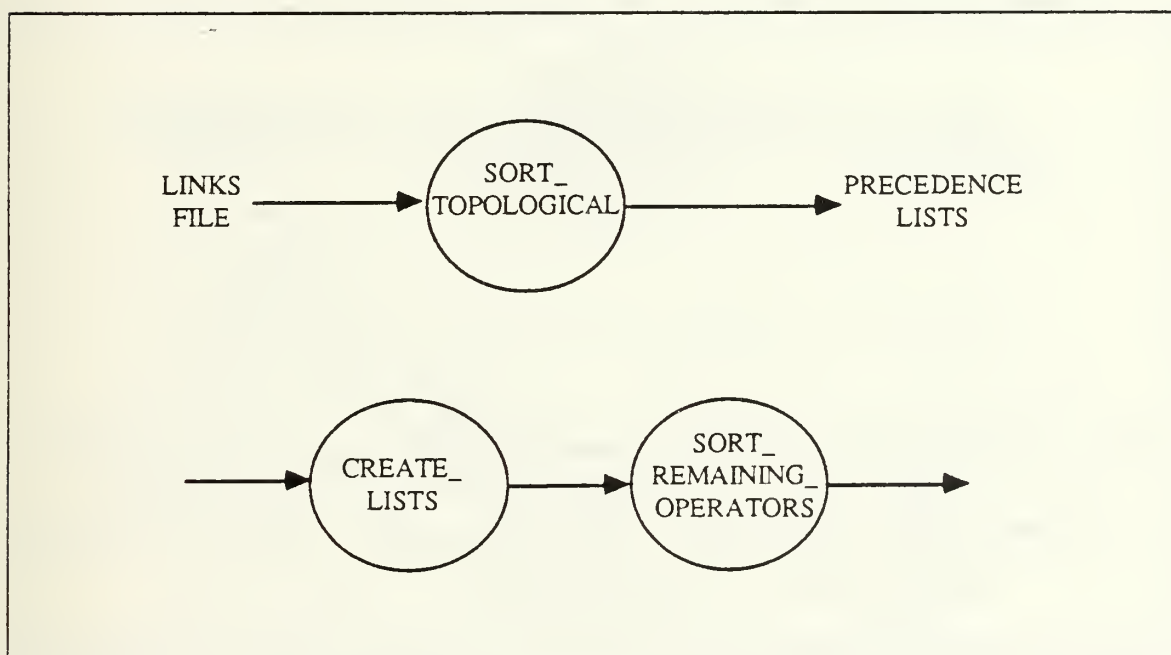 LINKS
FILE
SORT_
TOPOLOGICAL
PRECEDENCE
LISTS
CREATE_
LISTS
SORT_
REMAINING_
OPERATORS